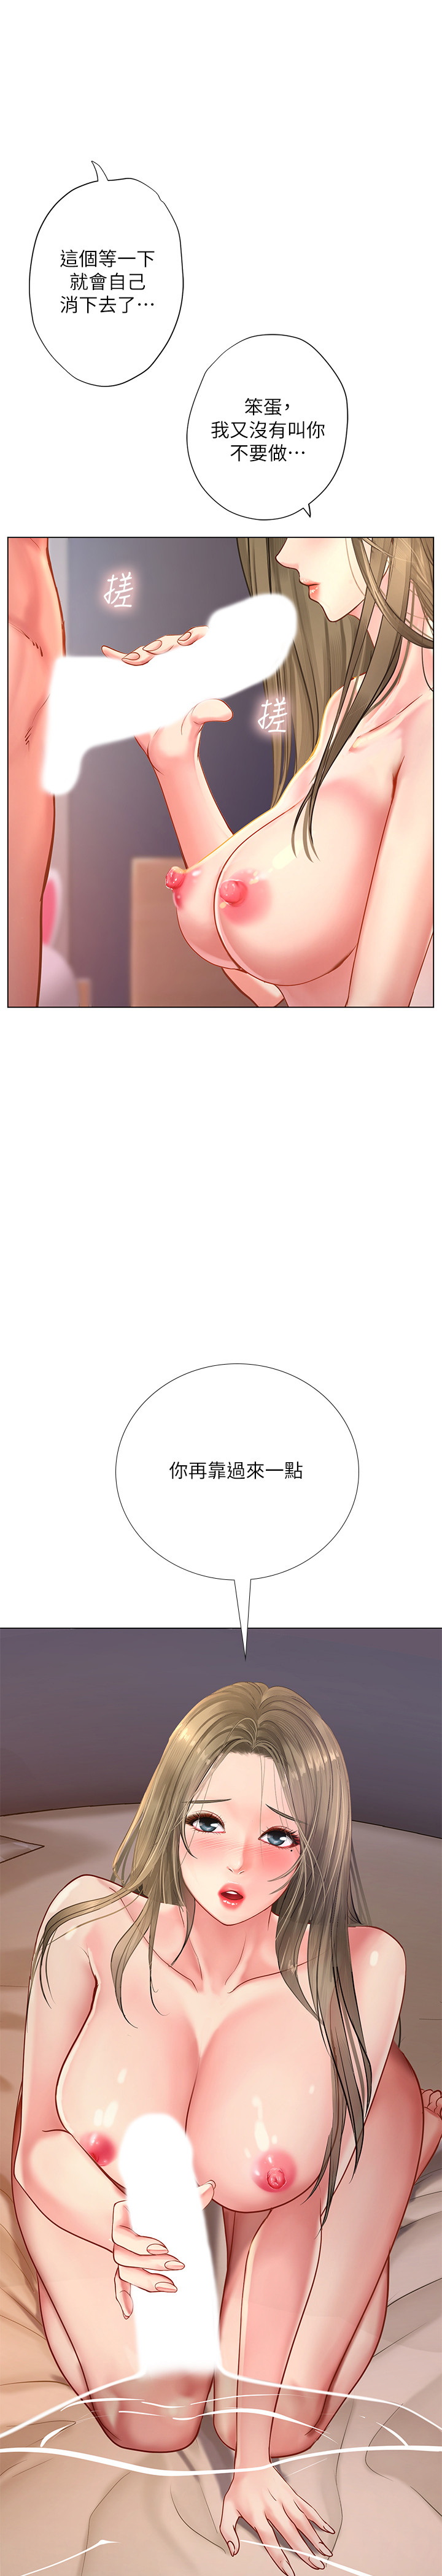 這個等一下
就會自己
消下去了…
笨蛋,
我又沒有叫你
不要做…
搓
搓
你再靠過來一點